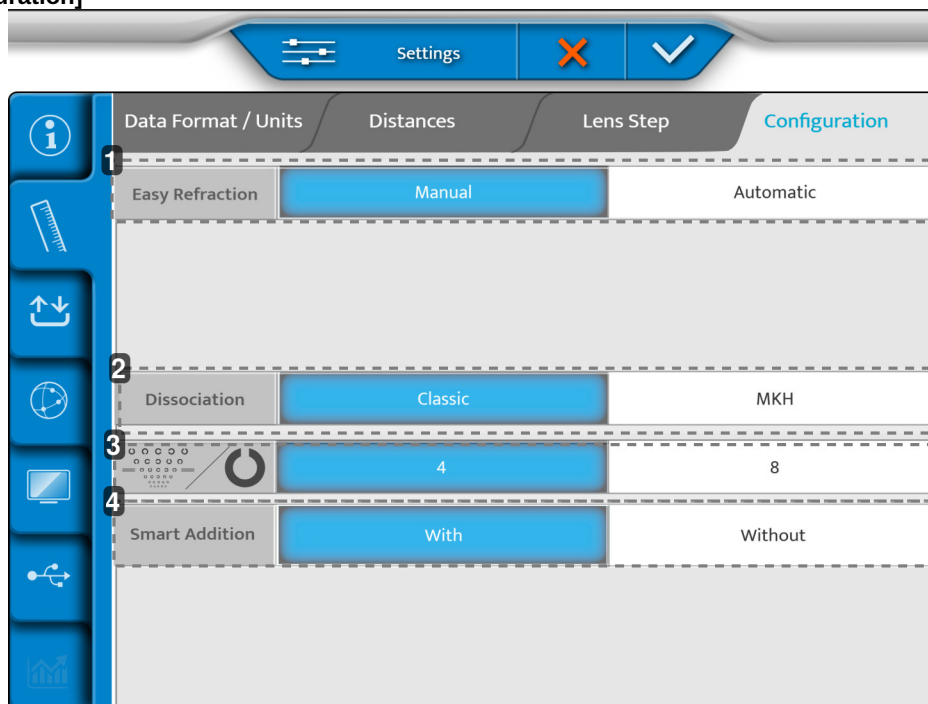 uration]
Settings
Data Format / Units Distances Lens Step Configuration
1
Easy Refraction Manual Automatic
2
Dissociation Classic MKH
3
4 8
4
Smart Addition With Without